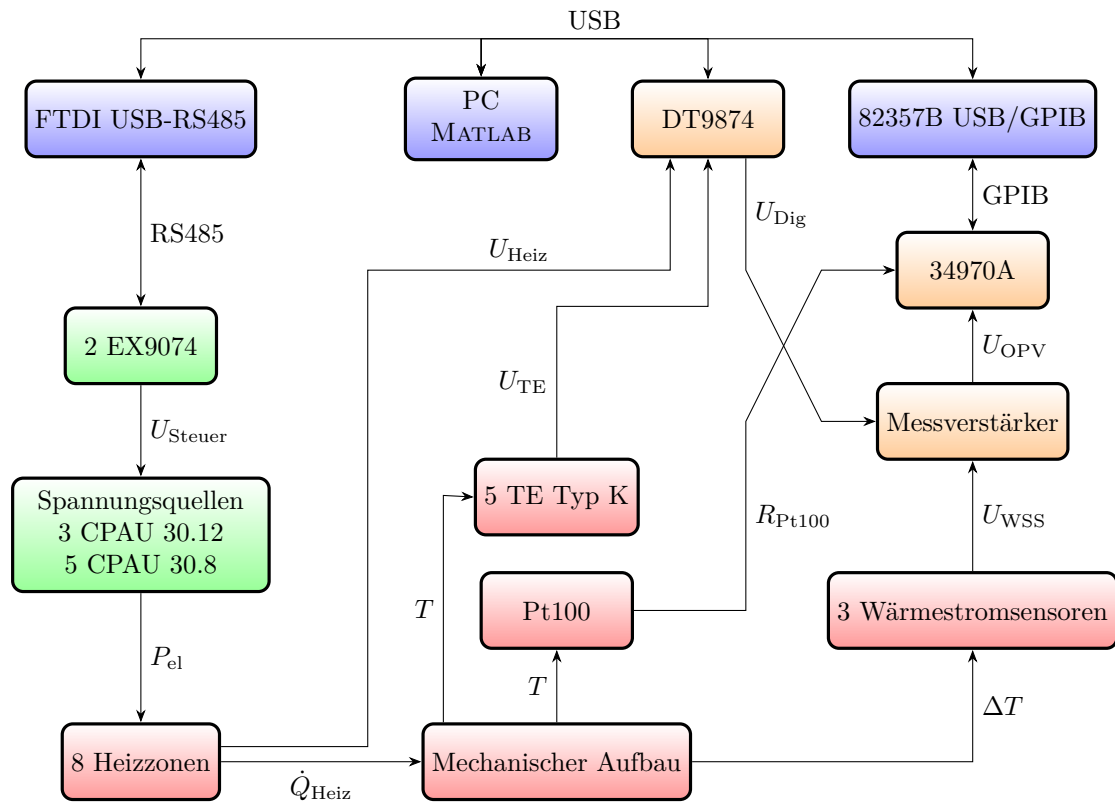 USB
FTDI USB-RS485
PC
MATLAB
DT9874
82357B USB/GPIB
RS485
U_Dig
GPIB
U_Heiz
34970A
2 EX9074
U_TE
U_OPV
U_Steuer
Messverstärker
Spannungsquellen
3 CPAU 30.12
5 CPAU 30.8
5 TE Typ K
R_Pt100
U_WSS
T
Pt100
3 Wärmestromsensoren
P_el
T
ΔT
8 Heizzonen
Mechanischer Aufbau
Q̇_Heiz